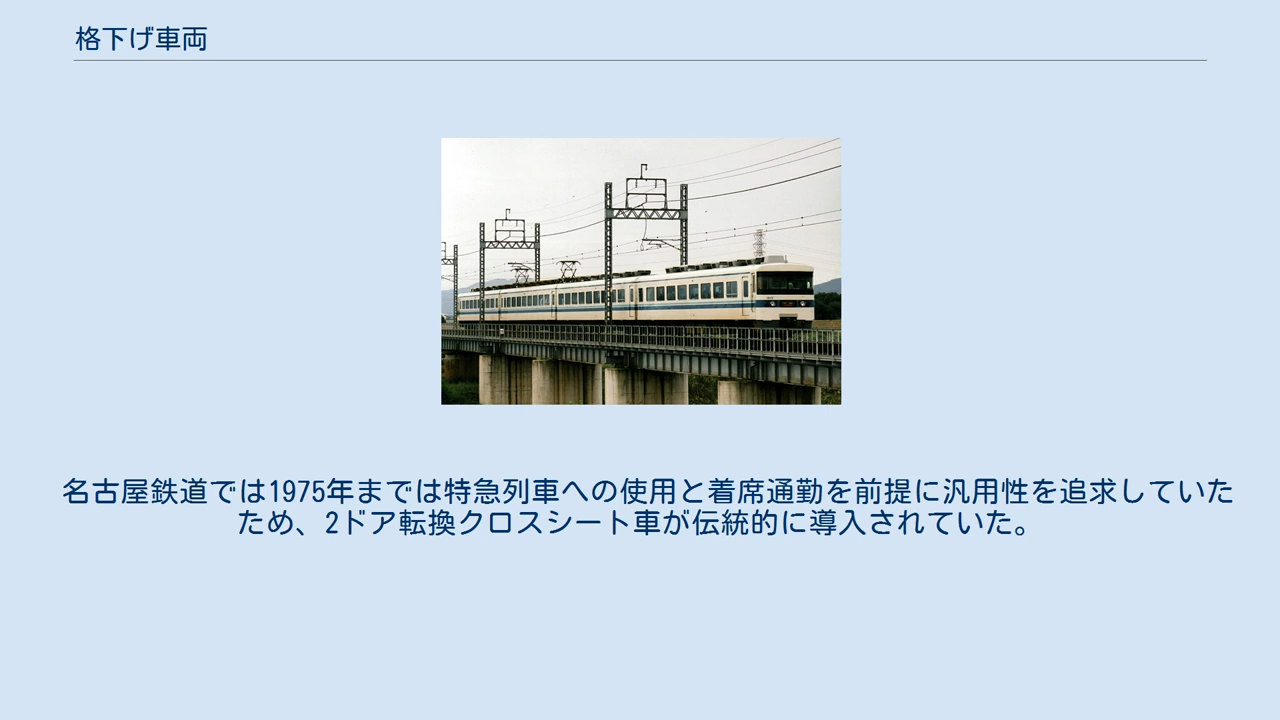 格下げ車両
名古屋鉄道では1975年までは特急列車への使用と着席通勤を前提に汎用性を追求していた
ため、2ドア転換クロスシート車が伝統的に導入されていた。